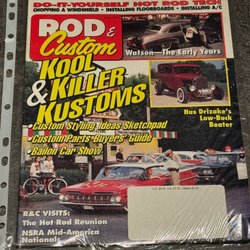 DO-IT-YOURSELF HOT ROD TECH
CHOPPING A WINDSHIELD • INSTALLING FLOORBOARDS • INSTALLING A/C
ROD &
Custom
Watson—The Early Years
KOOL
& KILLER
KUSTOMS
Hus Drizake's
Low-Buck
Beater
• Custom Styling Ideas Sketchpad
• Custom Parts Buyers' Guide
• Bailon Car Show
R&C VISITS:
The Hot Rod Reunion
NSRA Mid-America
Nationals